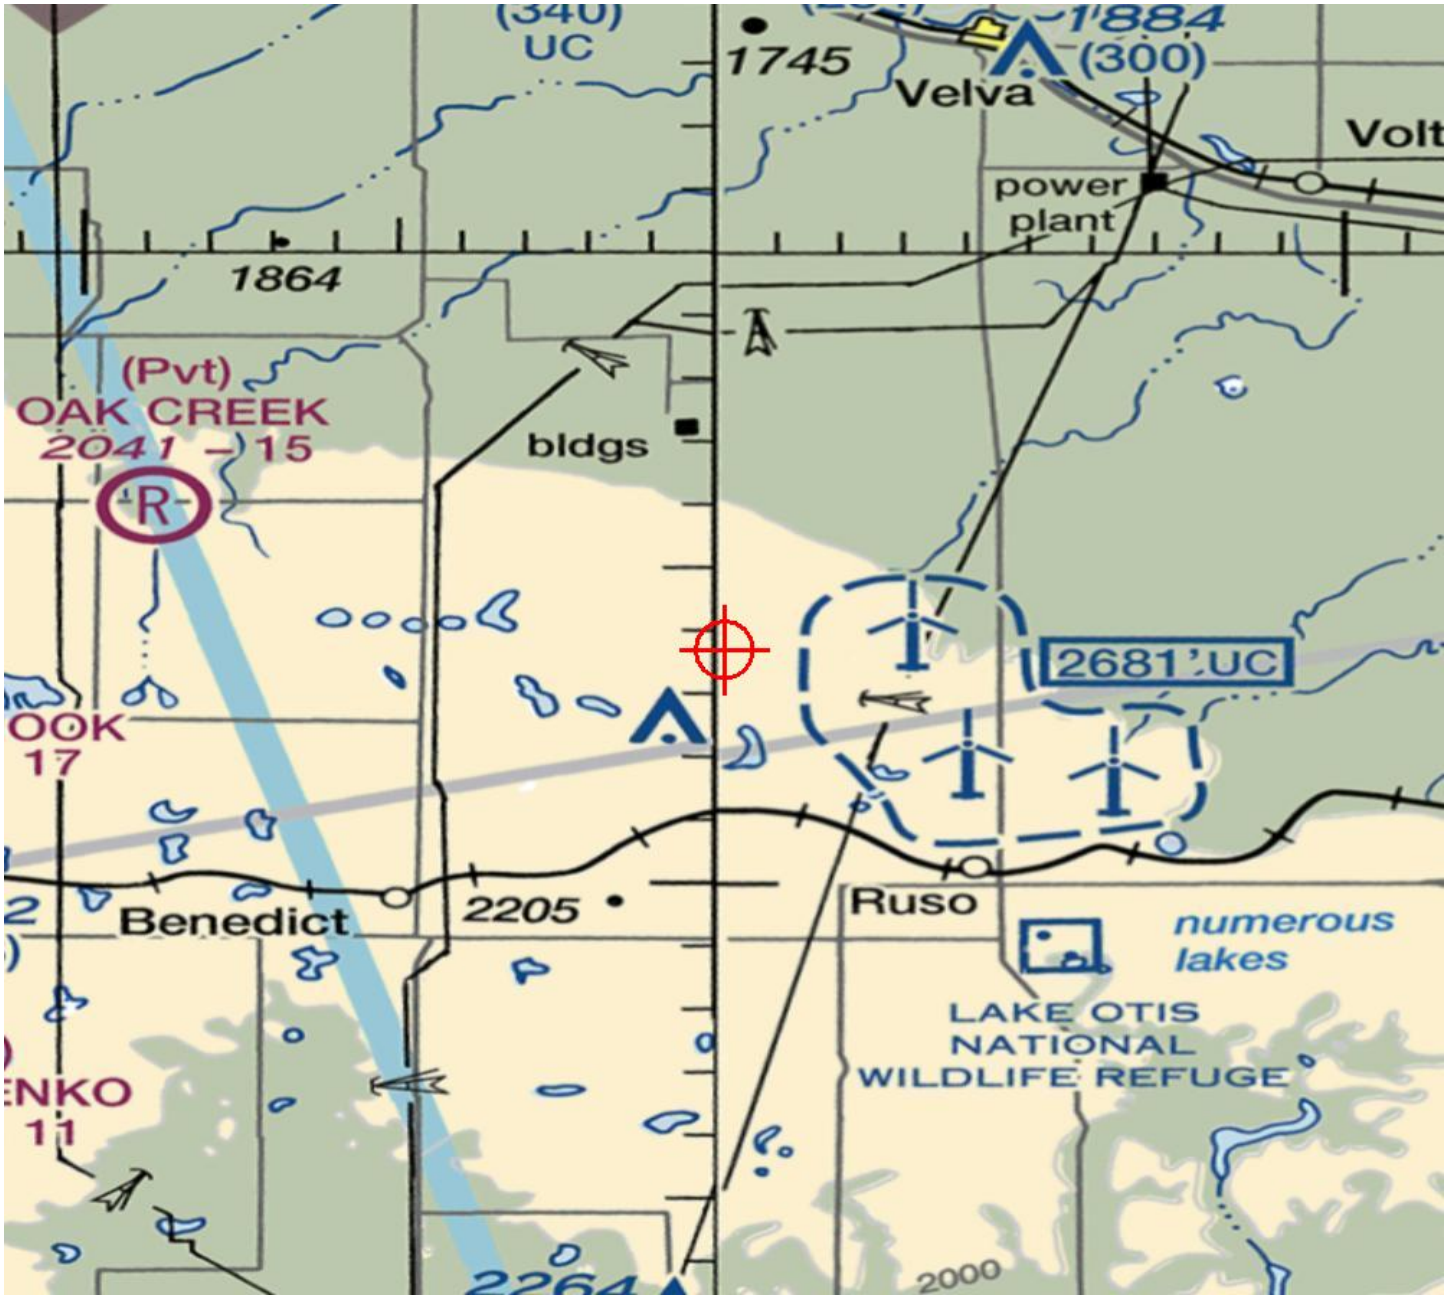 (340)
UC
1745
1884
(300)
Velva
Volt
power
plant
1864
(Pvt)
OAK CREEK
2041 - 15
R
bldgs
2681' UC
OOK
17
Benedict
2205
Ruso
2
)
numerous
lakes
LAKE OTIS
NATIONAL
WILDLIFE REFUGE
)
ENKO
11
2264
2000